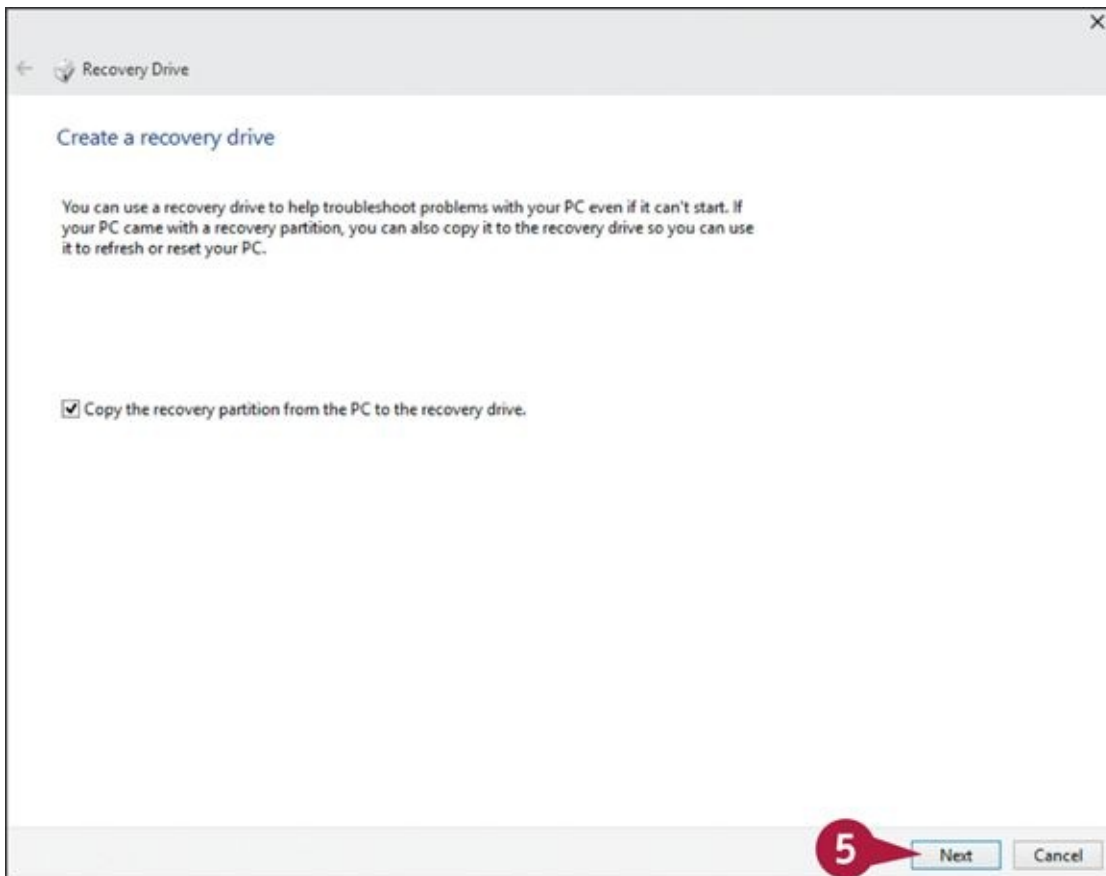 Recovery Drive
Create a recovery drive
You can use a recovery drive to help troubleshoot problems with your PC even if it can't start. If
your PC came with a recovery partition, you can also copy it to the recovery drive so you can use
it to refresh or reset your PC.
Copy the recovery partition from the PC to the recovery drive.
5 Next Cancel